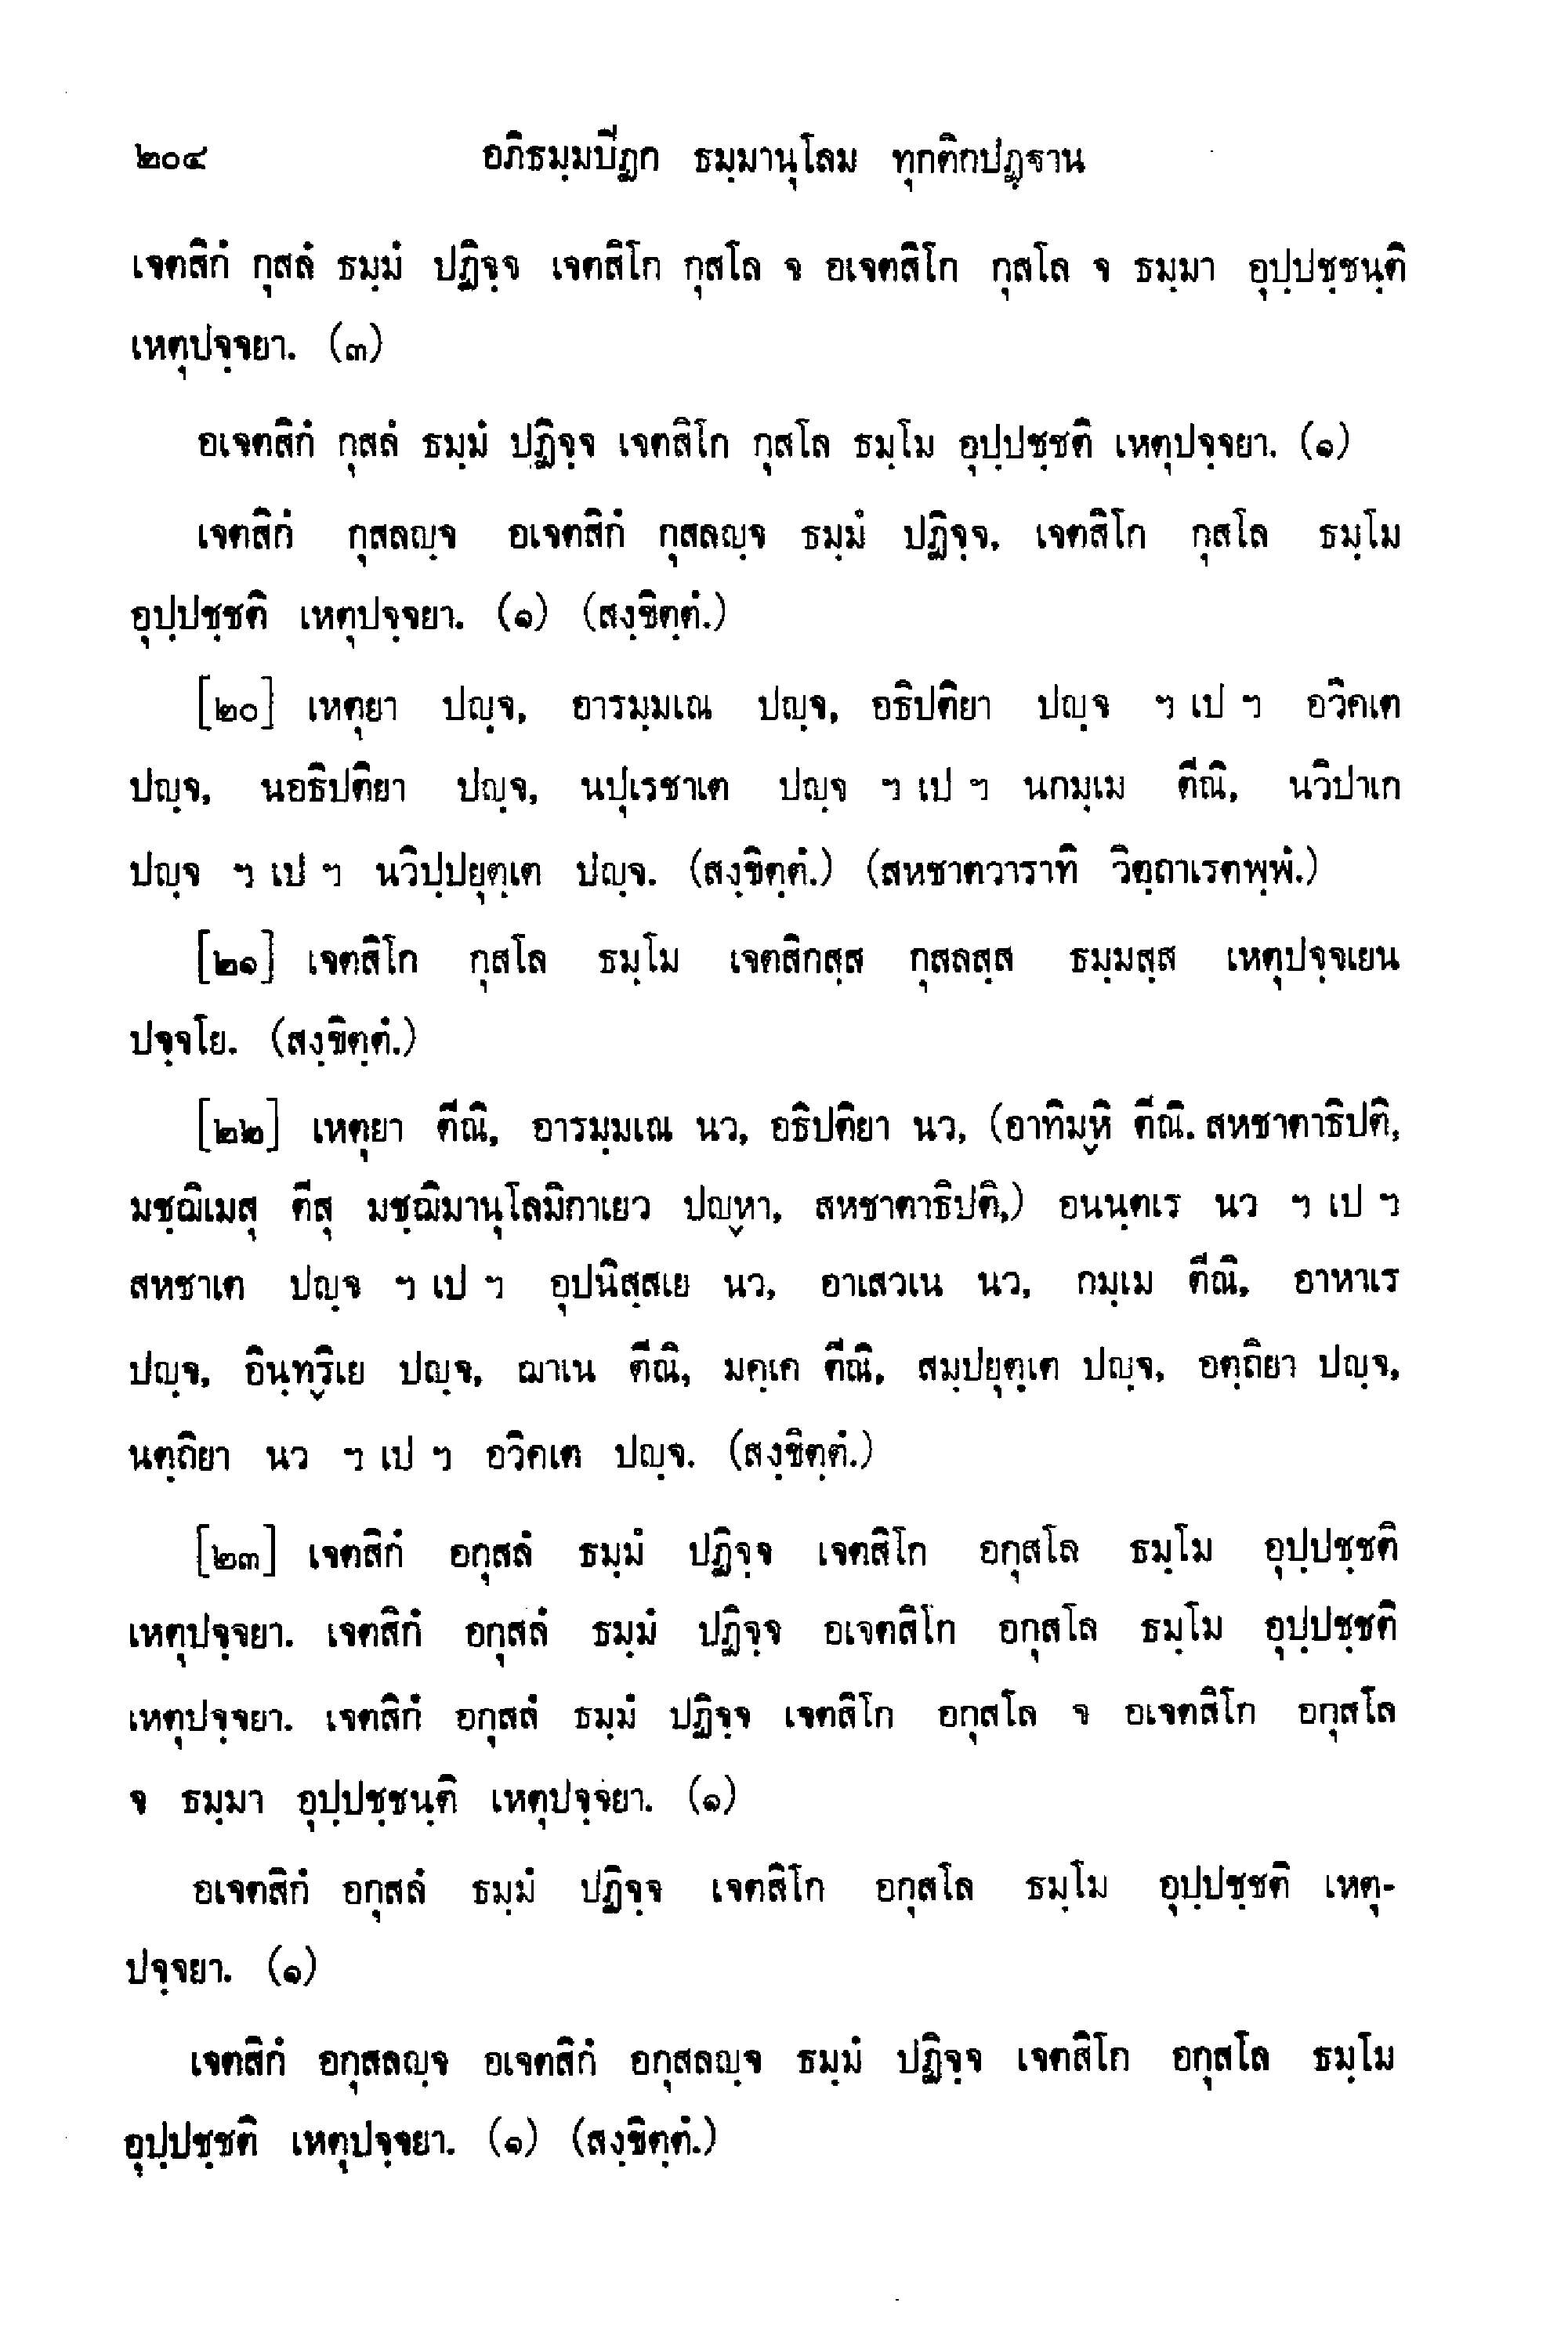 ๒๐๔ อภิธมฺมปีฏก ธมฺมานุโลม ทุกติกปฏฺฐาน
เจตสิกํ กุสลํ ธมฺมํ ปฏิจฺจ เจตสิโก กุสโล จ อเจตสิโก กุสโล จ ธมฺมา อุปฺปชฺชนฺติ
เหตุปจฺจยา. (๓)
อเจตสิกํ กุสลํ ธมฺมํ ปฏิจฺจ เจตสิโก กุสโล ธมฺโม อุปฺปชฺชติ เหตุปจฺจยา. (๑)
เจตสิกํ กุสลญฺจ อเจตสิกํ กุสลญฺจ ธมฺมํ ปฏิจฺจ, เจตสิโก กุสโล ธมฺโม
อุปฺปชฺชติ เหตุปจฺจยา. (๑) (สงฺขิตฺตํ.)
[๒๐] เหตุยา ปญฺจ, อารมฺมเณ ปญฺจ, อธิปติยา ปญฺจ ฯ เป ฯ อวิคเต
ปญฺจ, นอธิปติยา ปญฺจ, นปุเรชาเต ปญฺจ ฯ เป ฯ นกมฺเม ตีณิ, นวิปาเก
ปญฺจ ฯ เป ฯ นวิปฺปยุตฺเต ปญฺจ. (สงฺขิตฺตํ.) (สหชาตวาราทิ วิตฺถาเรตพฺพํ.)
[๒๑] เจตสิโก กุสโล ธมฺโม เจตสิกสฺส กุสลสฺส ธมฺมสฺส เหตุปจฺจเยน
ปจฺจโย. (สงฺขิตฺตํ.)
[๒๒] เหตุยา ตีณิ, อารมฺมเณ นว, อธิปติยา นว, (อาทิมฺหิ ตีณิ. สหชาตาธิปติ,
มชฺฌิเมสุ ตีสุ มชฺฌิมานุโลมิกาเยว ปญฺหา, สหชาตาธิปติ,) อนนฺตเร นว ฯ เป ฯ
สหชาเต ปญฺจ ฯ เป ฯ อุปนิสฺสเย นว, อาเสวเน นว, กมฺเม ตีณิ, อาหาเร
ปญฺจ, อินฺทฺริเย ปญฺจ, ฌาเน ตีณิ, มคฺเค ตีณิ, สมฺปยุตฺเต ปญฺจ, อตฺถิยา ปญฺจ,
นตฺถิยา นว ฯ เป ฯ อวิคเต ปญฺจ. (สงฺขิตฺตํ.)
[๒๓] เจตสิกํ อกุสลํ ธมฺมํ ปฏิจฺจ เจตสิโก อกุสโล ธมฺโม อุปฺปชฺชติ
เหตุปจฺจยา. เจตสิกํ อกุสลํ ธมฺมํ ปฏิจฺจ อเจตสิโก อกุสโล ธมฺโม อุปฺปชฺชติ
เหตุปจฺจยา. เจตสิกํ อกุสลํ ธมฺมํ ปฏิจฺจ เจตสิโก อกุสโล จ อเจตสิโก อกุสโล
จ ธมฺมา อุปฺปชฺชนฺติ เหตุปจฺจยา. (๑)
อเจตสิกํ อกุสลํ ธมฺมํ ปฏิจฺจ เจตสิโก อกุสโล ธมฺโม อุปฺปชฺชติ เหตุ-
ปจฺจยา. (๑)
เจตสิกํ อกุสลญฺจ อเจตสิกํ อกุสลญฺจ ธมฺมํ ปฏิจฺจ เจตสิโก อกุสโล ธมฺโม
อุปฺปชฺชติ เหตุปจฺจยา. (๑) (สงฺขิตฺตํ.)